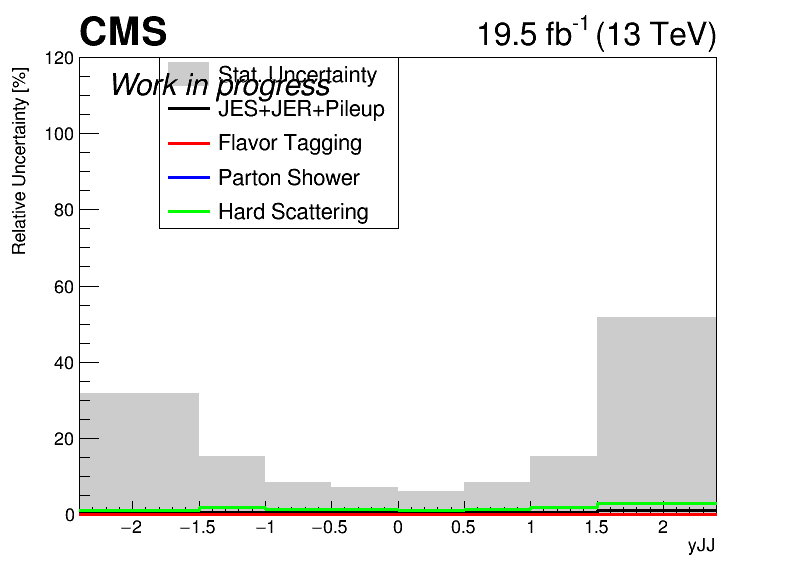 CMS
19.5 fb-1 (13 TeV)
Relative Uncertainty [%]
Work in progress
Stat. Uncertainty
JES+JER+Pileup
Flavor Tagging
Parton Shower
Hard Scattering
120
100
80
60
40
20
0
−2 −1.5 −1 −0.5 0 0.5 1 1.5 2
yJJ